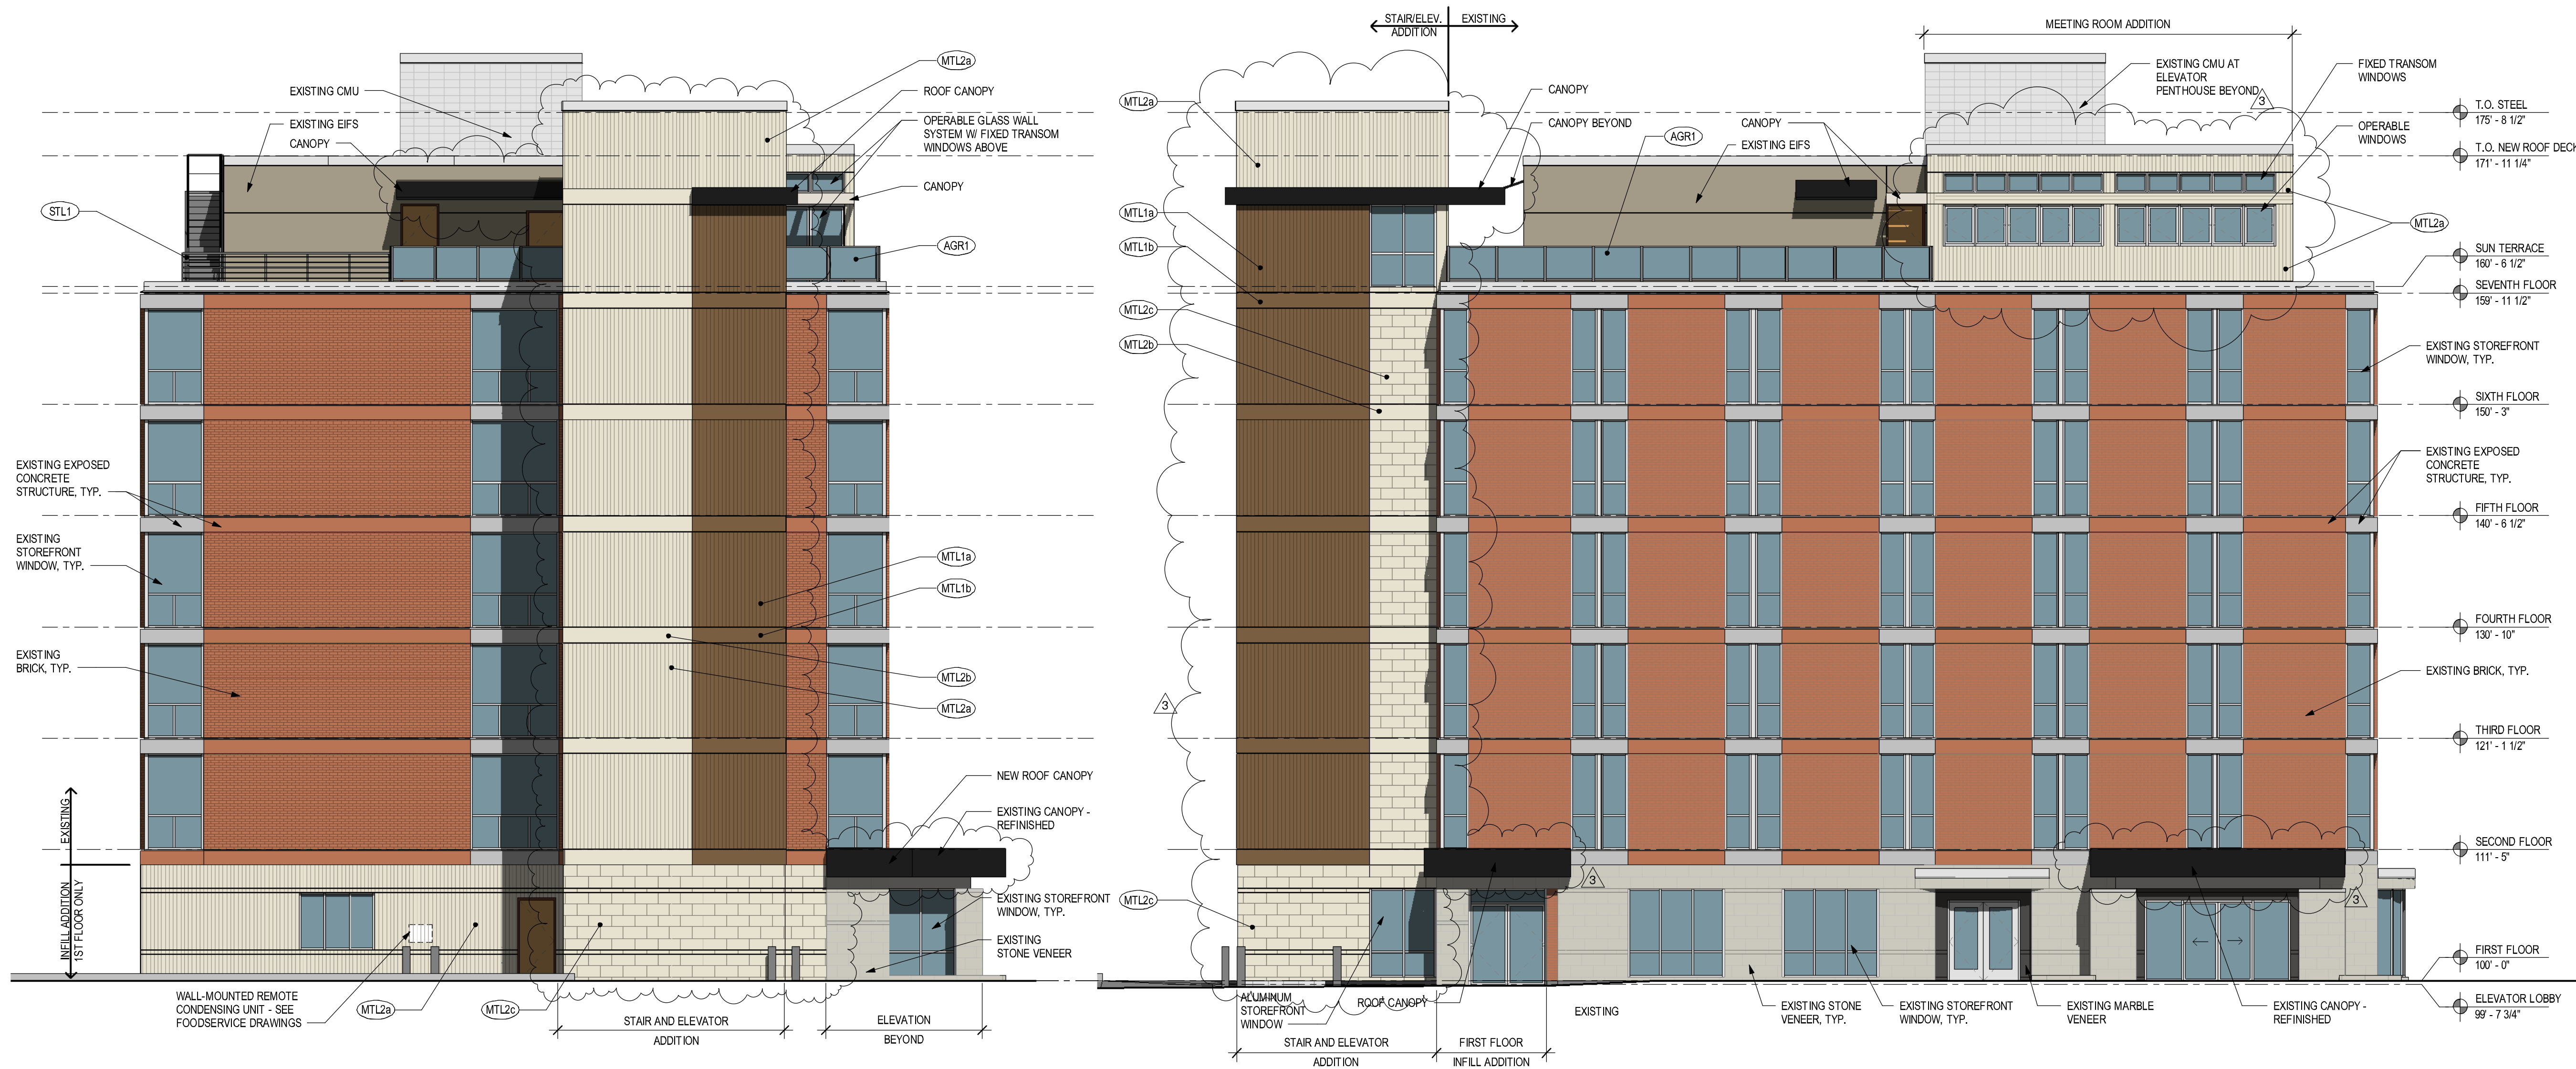 MTL2a
EXISTING CMU
ROOF CANOPY
EXISTING EIFS
OPERABLE GLASS WALL
SYSTEM W/ FIXED TRANSOM
WINDOWS ABOVE
CANOPY
CANOPY
STL1
AGR1
EXISTING EXPOSED
CONCRETE
STRUCTURE, TYP.
EXISTING
STOREFRONT
WINDOW, TYP.
MTL1a
MTL1b
EXISTING
BRICK, TYP.
MTL2b
MTL2a
NEW ROOF CANOPY
EXISTING CANOPY -
REFINISHED
EXISTING
INFILL ADDITION
1ST FLOOR ONLY
EXISTING STOREFRONT
WINDOW, TYP.
EXISTING
STONE VENEER
WALL-MOUNTED REMOTE
CONDENSING UNIT - SEE
FOODSERVICE DRAWINGS
MTL2a
MTL2c
STAIR AND ELEVATOR
ADDITION
ELEVATION
BEYOND
STAIR/ELEV.
ADDITION
EXISTING
MEETING ROOM ADDITION
MTL2a
CANOPY
CANOPY BEYOND
AGR1
CANOPY
EXISTING EIFS
EXISTING CMU AT
ELEVATOR
PENTHOUSE BEYOND
3
FIXED TRANSOM
WINDOWS
OPERABLE
WINDOWS
MTL2a
MTL1a
MTL1b
MTL2c
MTL2b
T.O. STEEL
175' - 8 1/2"
T.O. NEW ROOF DECK
171' - 11 1/4"
SUN TERRACE
160' - 6 1/2"
SEVENTH FLOOR
159' - 11 1/2"
EXISTING STOREFRONT
WINDOW, TYP.
SIXTH FLOOR
150' - 3"
EXISTING EXPOSED
CONCRETE
STRUCTURE, TYP.
FIFTH FLOOR
140' - 6 1/2"
FOURTH FLOOR
130' - 10"
EXISTING BRICK, TYP.
3
THIRD FLOOR
121' - 1 1/2"
SECOND FLOOR
111' - 5"
3
3
MTL2c
FIRST FLOOR
100' - 0"
ELEVATOR LOBBY
99' - 7 3/4"
ALUMINUM
STOREFRONT
WINDOW
ROOF CANOPY
EXISTING
EXISTING STONE
VENEER, TYP.
EXISTING STOREFRONT
WINDOW, TYP.
EXISTING MARBLE
VENEER
EXISTING CANOPY -
REFINISHED
STAIR AND ELEVATOR
ADDITION
FIRST FLOOR
INFILL ADDITION